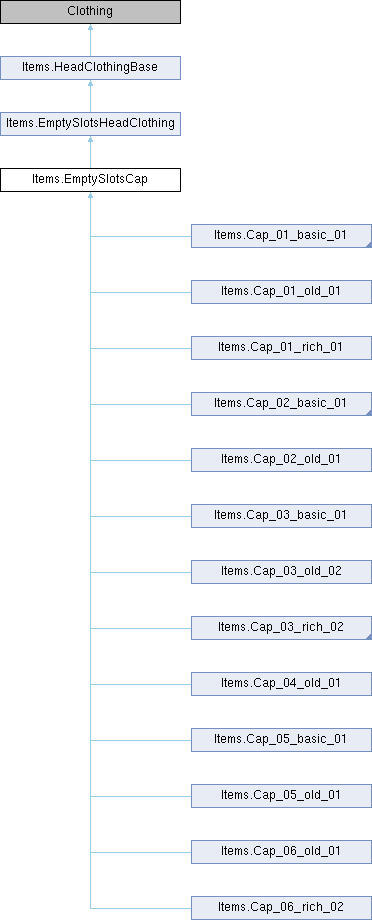 Clothing
Items.HeadClothingBase
Items.EmptySlotsHeadClothing
Items.EmptySlotsCap
Items.Cap_01_basic_01
Items.Cap_01_old_01
Items.Cap_01_rich_01
Items.Cap_02_basic_01
Items.Cap_02_old_01
Items.Cap_03_basic_01
Items.Cap_03_old_02
Items.Cap_03_rich_02
Items.Cap_04_old_01
Items.Cap_05_basic_01
Items.Cap_05_old_01
Items.Cap_06_old_01
Items.Cap_06_rich_02